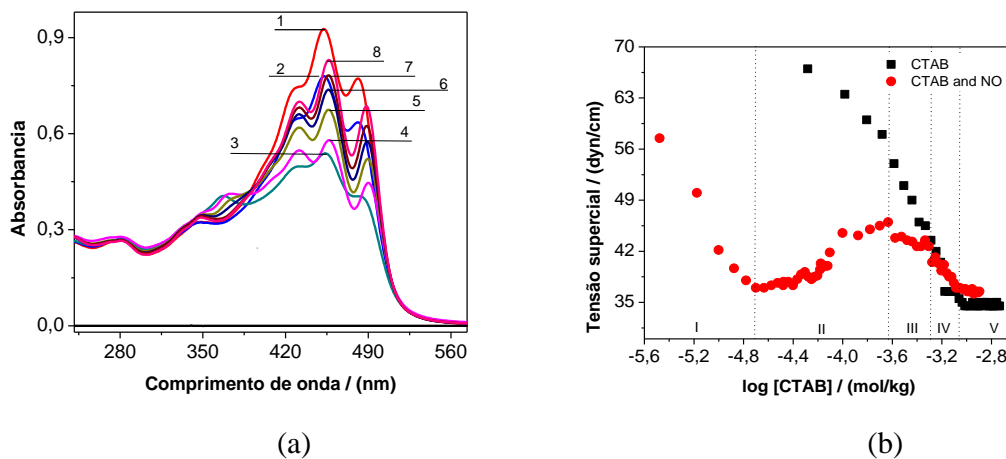 0,9
0,6
0,3
0,0
1
2
3
8
7
6
5
4
Absorbancia
280 350 420 490 560
Comprimento de onda / (nm)
(a)
70
63
56
49
42
35
CTAB
CTAB and NO
Tensão supercial / (dyn/cm)
I II III IV V
-5,6 -5,2 -4,8 -4,4 -4,0 -3,6 -3,2 -2,8
log [CTAB] / (mol/kg)
(b)